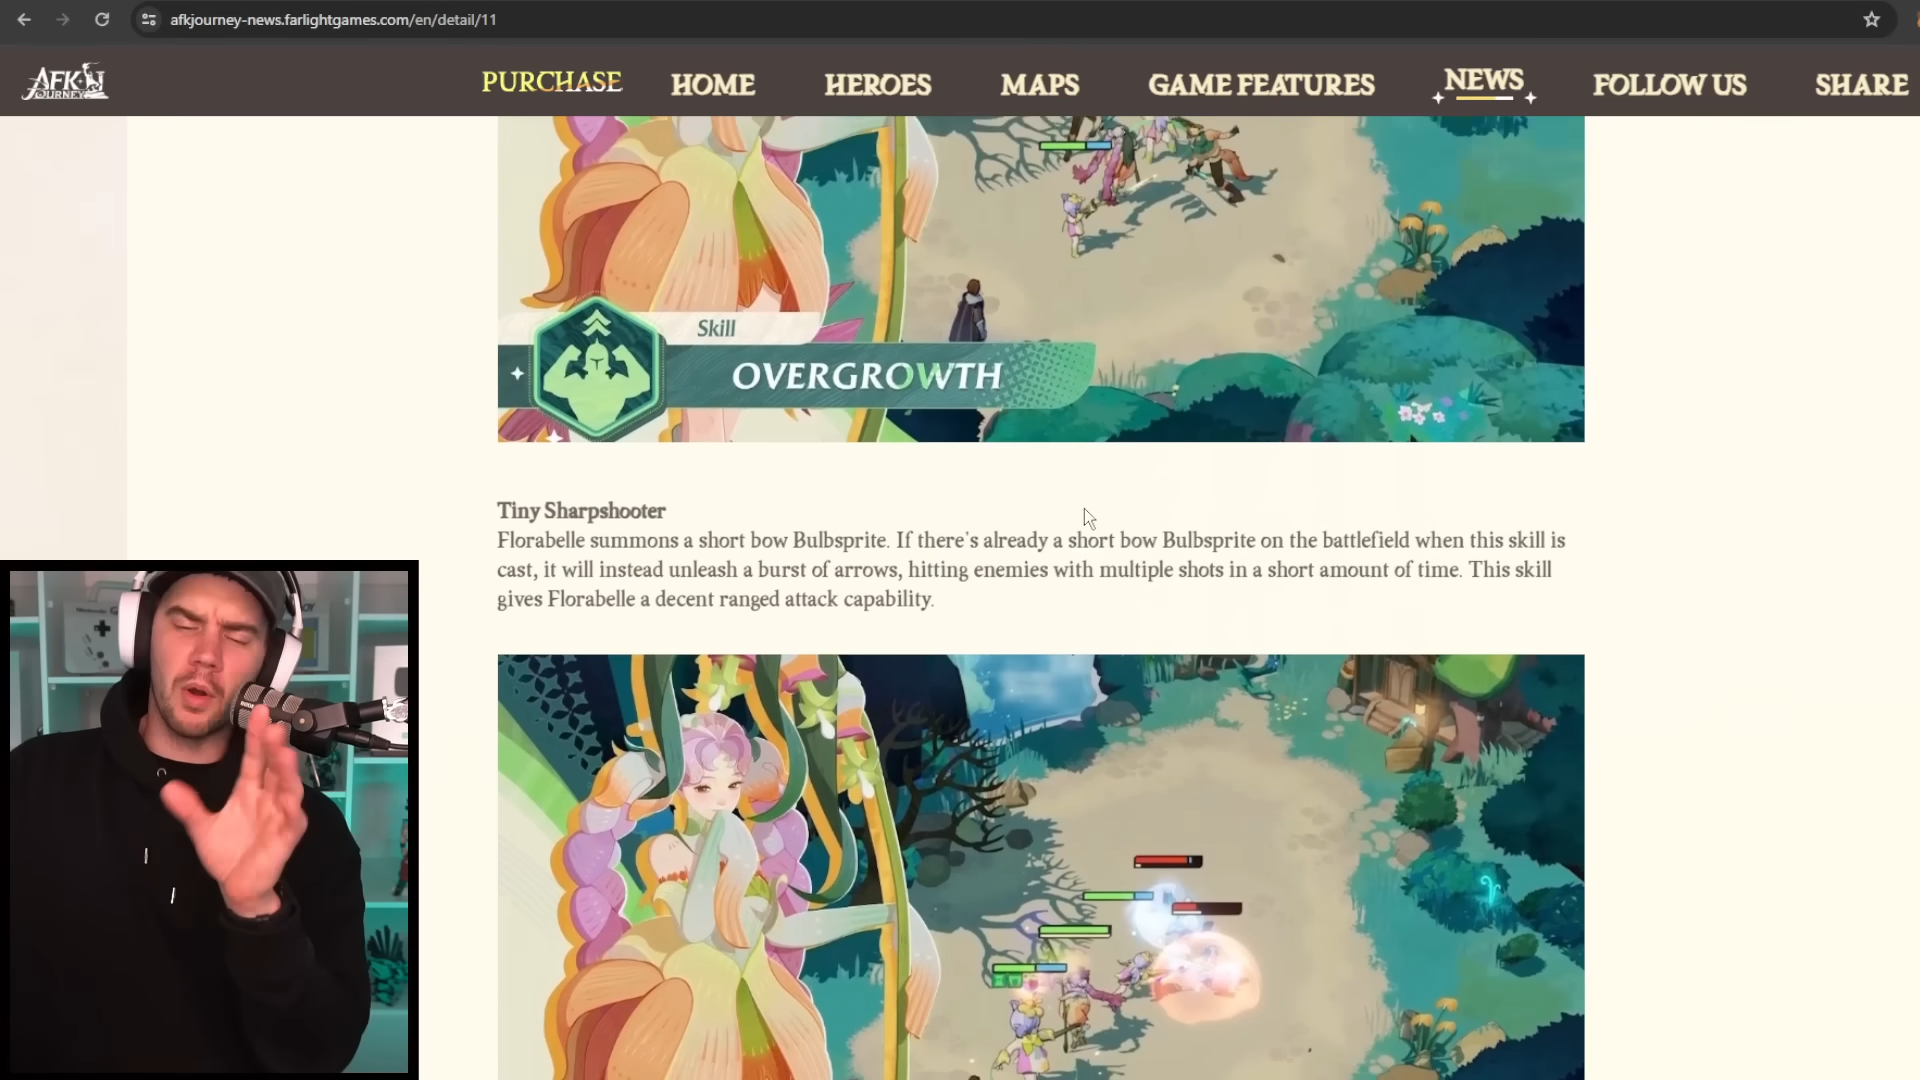 afkjourney-news.farlightgames.com/en/detail/11
AFK
JOURNEY
PURCHASE
HOME
HEROES
MAPS
GAME FEATURES
NEWS
FOLLOW US
SHARE
Skill
OVERGROWTH
Tiny Sharpshooter
Florabelle summons a short bow Bulbsprite. If there's already a short bow Bulbsprite on the battlefield when this skill is
cast, it will instead unleash a burst of arrows, hitting enemies with multiple shots in a short amount of time. This skill
gives Florabelle a decent ranged attack capability.